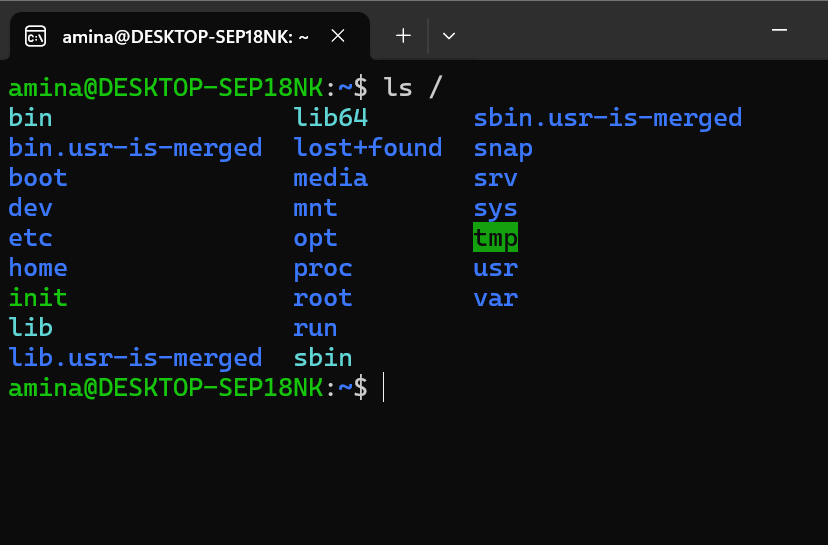 amina@DESKTOP-SEP18NK: ~
amina@DESKTOP-SEP18NK:~$ ls /
bin lib64 sbin.usr-is-merged
bin.usr-is-merged lost+found snap
boot media srv
dev mnt sys
etc opt tmp
home proc usr
init root var
lib run
lib.usr-is-merged sbin
amina@DESKTOP-SEP18NK:~$